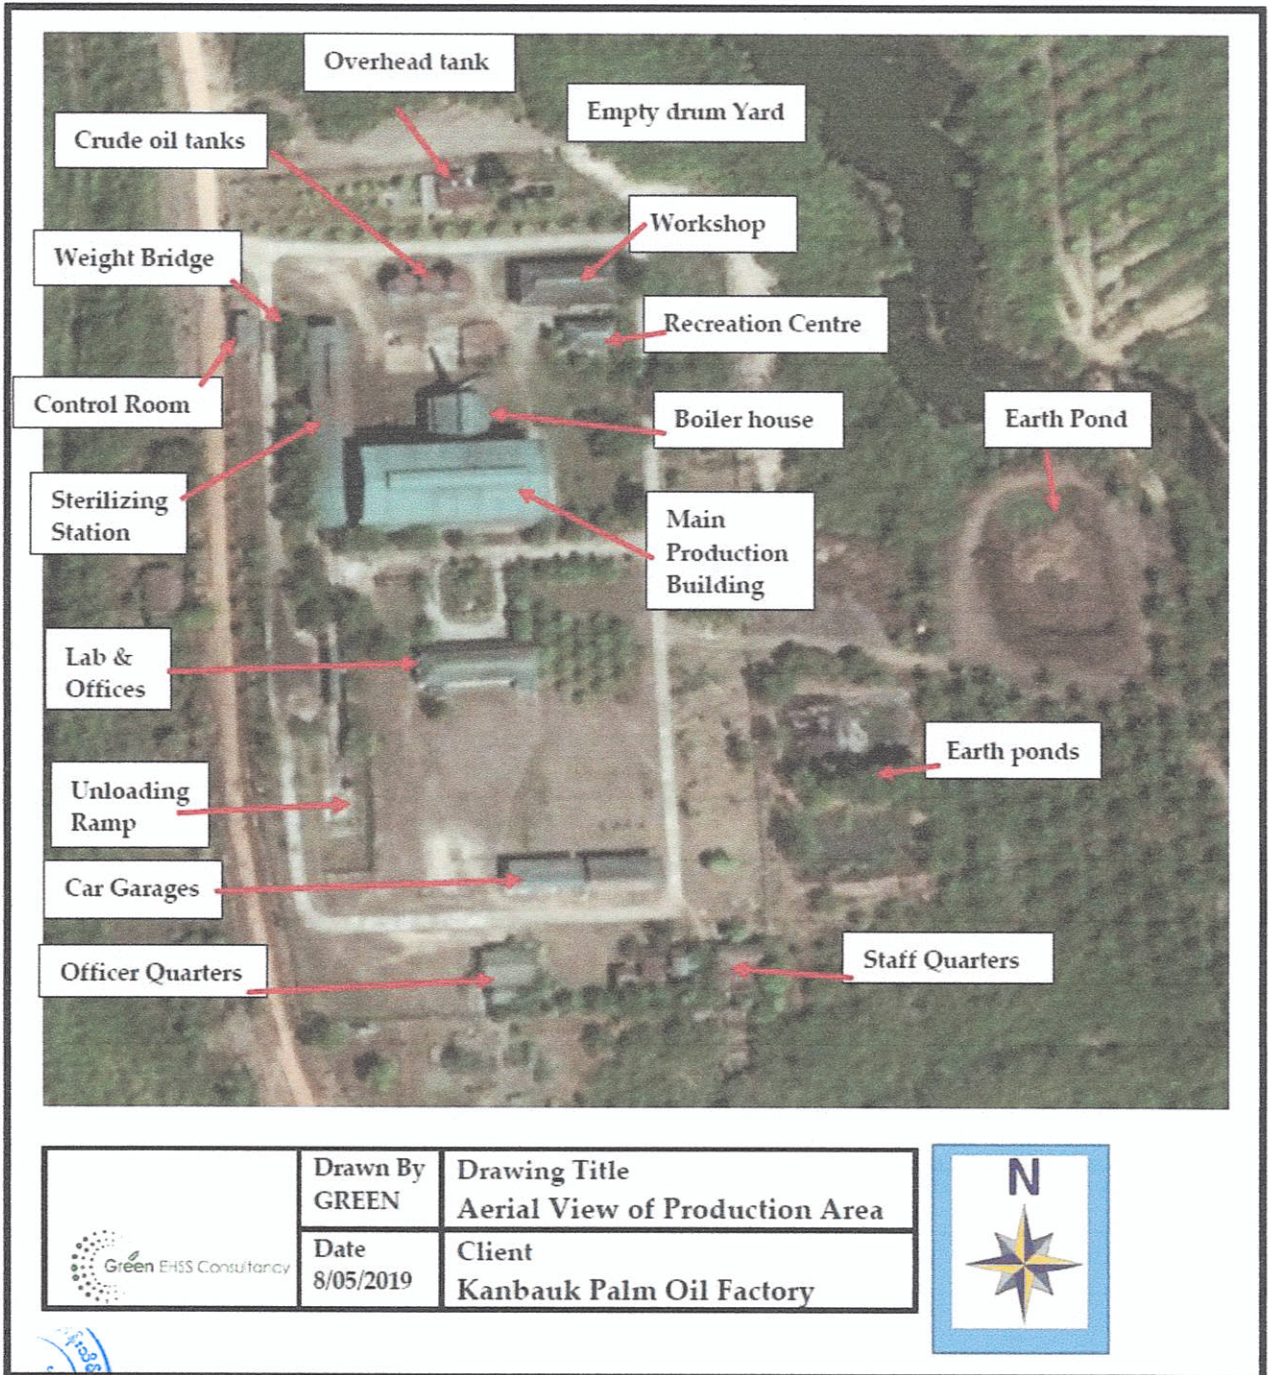 Overhead tank
Empty drum Yard
Crude oil tanks
Workshop
Weight Bridge
Recreation Centre
Control Room
Boiler house
Earth Pond
Sterilizing
Station
Main
Production
Building
Lab &
Offices
Earth ponds
Unloading
Ramp
Car Garages
Officer Quarters
Staff Quarters
Drawn By
GREEN
Drawing Title
Aerial View of Production Area
Date
8/05/2019
Client
Kanbauk Palm Oil Factory
Green EHSS Consultancy
N